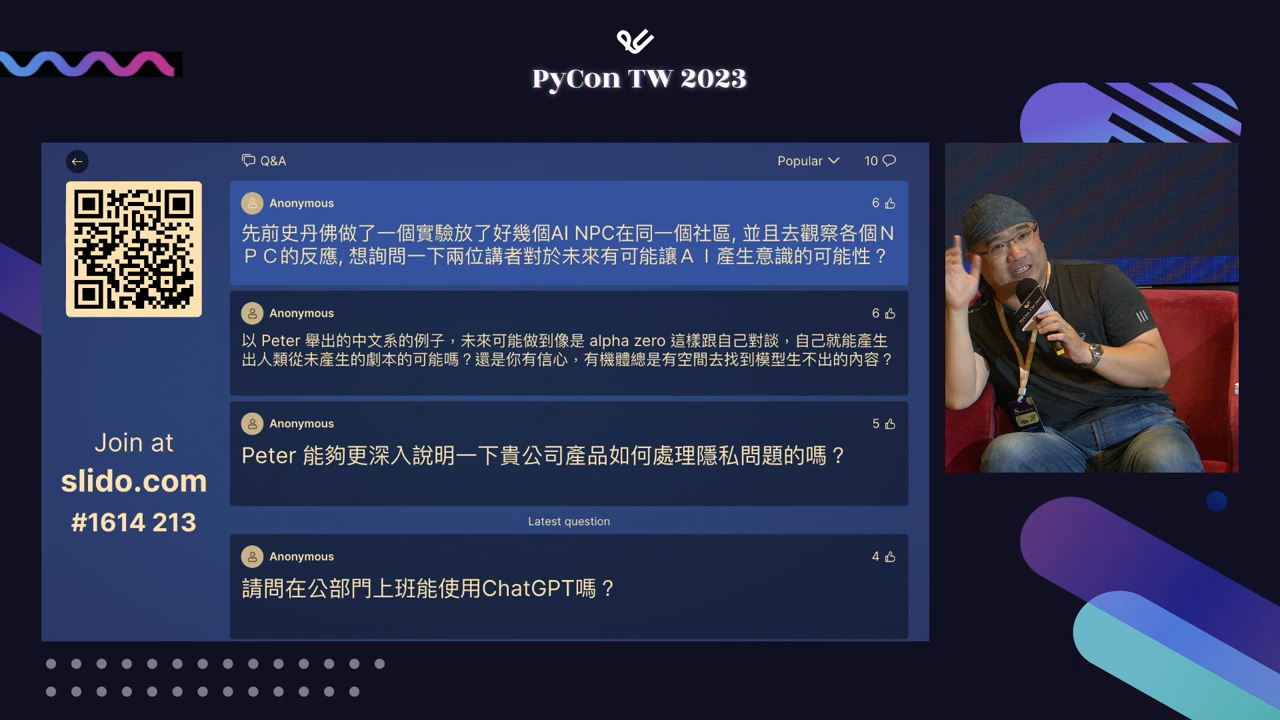 PyCon TW 2023
Q&A
Popular
10
Anonymous
6
先前史丹佛做了一個實驗放了好幾個AI NPC在同一個社區, 並且去觀察各個Ｎ
ＰＣ的反應, 想詢問一下兩位講者對於未來有可能讓ＡＩ產生意識的可能性？
Anonymous
6
以 Peter 舉出的中文系的例子，未來可能做到像是 alpha zero 這樣跟自己對談，自己就能產生
出人類從未產生的劇本的可能嗎？還是你有信心，有機體總是有空間去找到模型生不出的內容？
Anonymous
5
Peter 能夠更深入說明一下貴公司產品如何處理隱私問題的嗎？
Latest question
Anonymous
4
請問在公部門上班能使用ChatGPT嗎？
Join at
slido.com
#1614 213